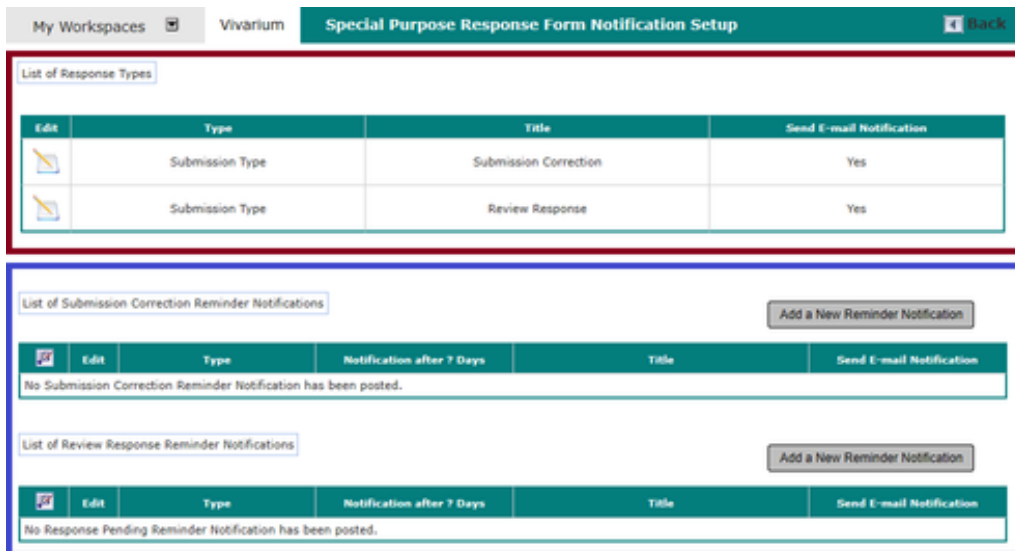 My Workspaces Vivarium Special Purpose Response Form Notification Setup Back
List of Response Types
Edit Type Title Send E-mail Notification
Submission Type Submission Correction Yes
Submission Type Review Response Yes
List of Submission Correction Reminder Notifications
Add a New Reminder Notification
Edit Type Notification after ? Days Title Send E-mail Notification
No Submission Correction Reminder Notification has been posted.
List of Review Response Reminder Notifications
Add a New Reminder Notification
Edit Type Notification after ? Days Title Send E-mail Notification
No Response Pending Reminder Notification has been posted.